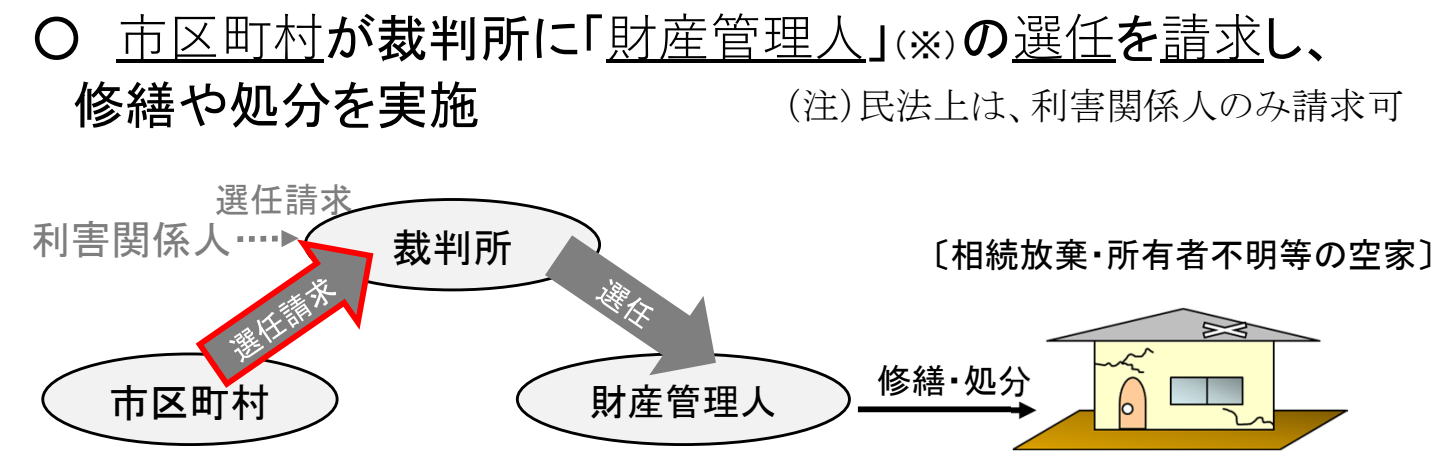 ○ 市区町村が裁判所に「財産管理人」(※)の選任を請求し、
修繕や処分を実施
(注)民法上は、利害関係人のみ請求可
選任請求
利害関係人
裁判所
〔相続放棄・所有者不明等の空家〕
選任請求
選任
市区町村
財産管理人
修繕・処分